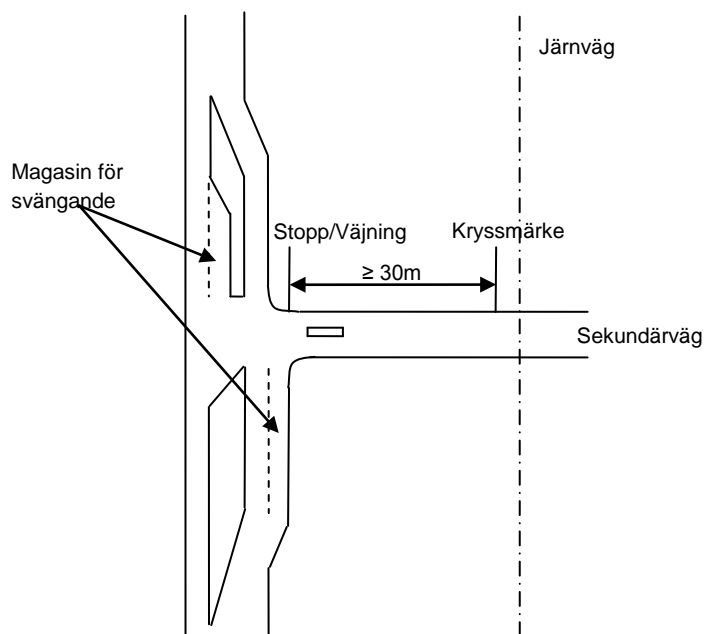 Järnväg
Magasin för
svängande
Stopp/Väjning
Kryssmärke
≥ 30m
Sekundärväg